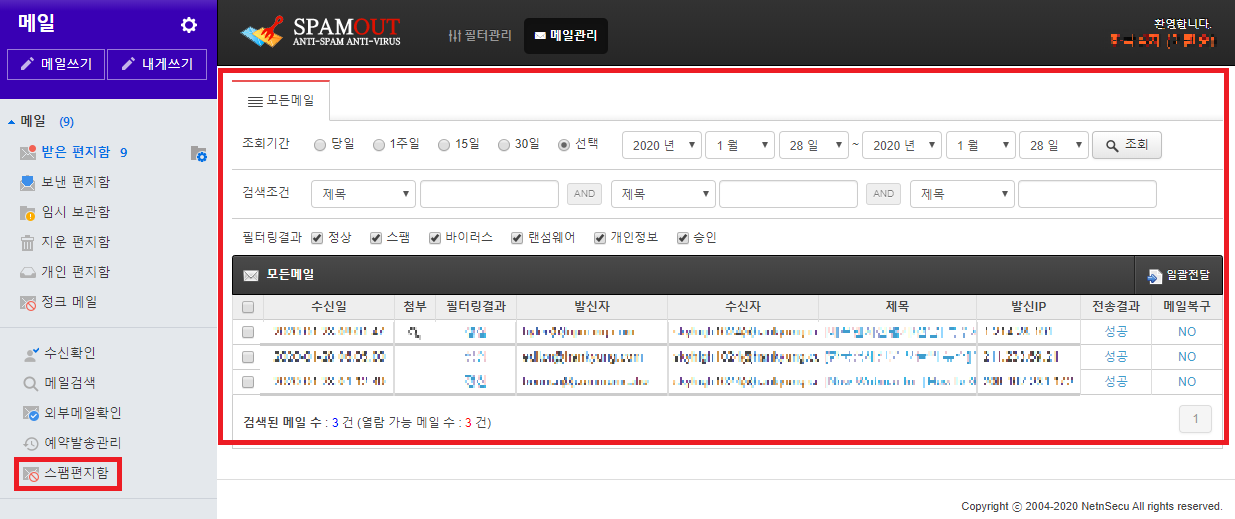 메일
메일쓰기
내게쓰기
메일 (9)
받은 편지함 9
보낸 편지함
임시 보관함
지운 편지함
개인 편지함
정크 메일
수신확인
메일검색
외부메일확인
예약발송관리
스팸편지함
SPAMOUT
ANTI-SPAM ANTI-VIRUS
필터관리
메일관리
환영합니다.
모든메일
조회기간 당일 1주일 15일 30일 선택 2020 년 1 월 28 일 ~ 2020 년 1 월 28 일 조회
검색조건 제목 AND 제목 AND 제목
필터링결과 정상 스팸 바이러스 랜섬웨어 개인정보 승인
모든메일 일괄전달
수신일 첨부 필터링결과 발신자 수신자 제목 발신IP 전송결과 메일복구
성공 NO
성공 NO
성공 NO
검색된 메일 수 : 3 건 (열람 가능 메일 수 : 3 건)
1
Copyright ⓒ 2004-2020 NetnSecu All rights reserved.